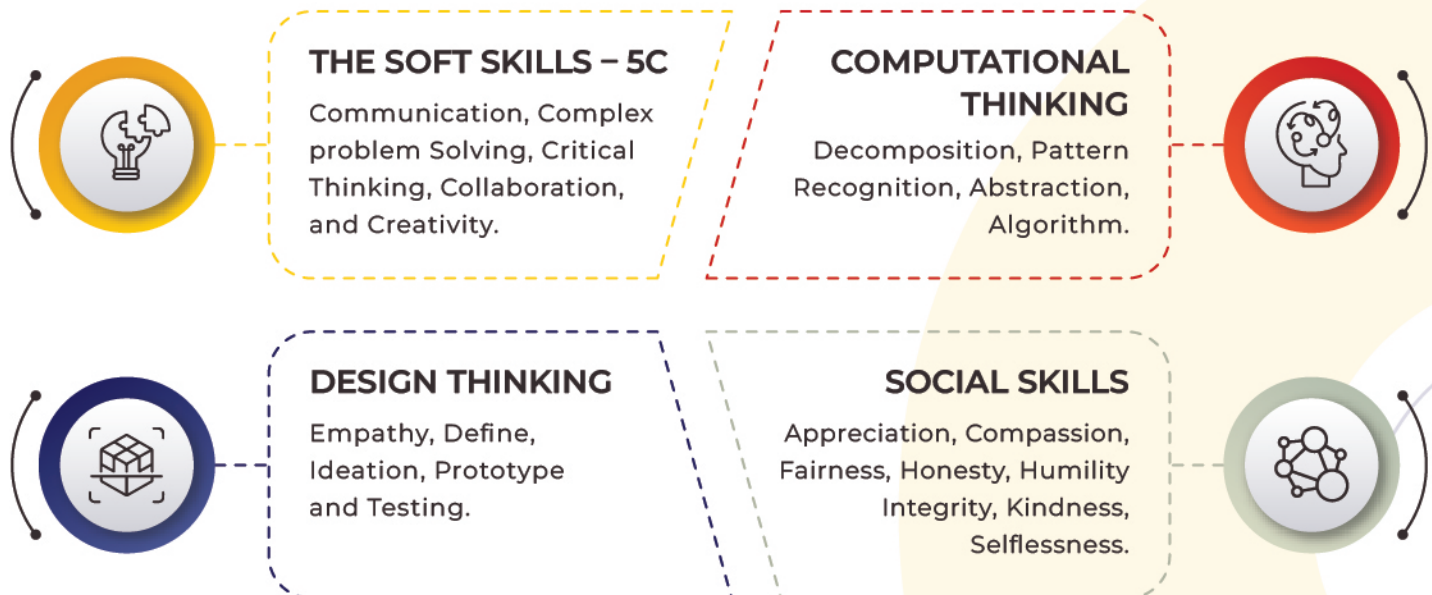 THE SOFT SKILLS – 5C
Communication, Complex
problem Solving, Critical
Thinking, Collaboration,
and Creativity.
COMPUTATIONAL
THINKING
Decomposition, Pattern
Recognition, Abstraction,
Algorithm.
DESIGN THINKING
Empathy, Define,
Ideation, Prototype
and Testing.
SOCIAL SKILLS
Appreciation, Compassion,
Fairness, Honesty, Humility
Integrity, Kindness,
Selflessness.